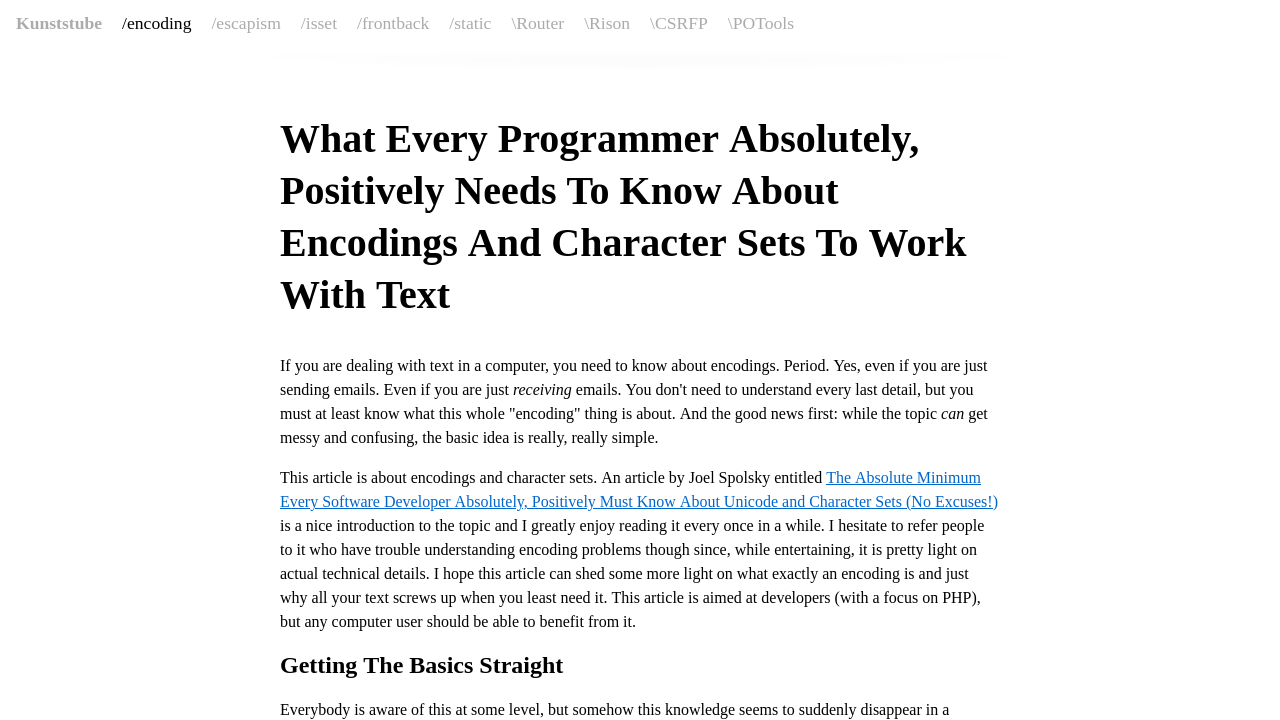 Kunststube /encoding /escapism /isset /frontback /static \Router \Rison \CSRFP \POTools
What Every Programmer Absolutely,
Positively Needs To Know About
Encodings And Character Sets To Work
With Text
If you are dealing with text in a computer, you need to know about encodings. Period. Yes, even if you are just
sending emails. Even if you are just receiving emails. You don't need to understand every last detail, but you
must at least know what this whole "encoding" thing is about. And the good news first: while the topic can get
messy and confusing, the basic idea is really, really simple.
This article is about encodings and character sets. An article by Joel Spolsky entitled The Absolute Minimum
Every Software Developer Absolutely, Positively Must Know About Unicode and Character Sets (No Excuses!)
is a nice introduction to the topic and I greatly enjoy reading it every once in a while. I hesitate to refer people
to it who have trouble understanding encoding problems though since, while entertaining, it is pretty light on
actual technical details. I hope this article can shed some more light on what exactly an encoding is and just
why all your text screws up when you least need it. This article is aimed at developers (with a focus on PHP),
but any computer user should be able to benefit from it.
Getting The Basics Straight
Everybody is aware of this at some level, but somehow this knowledge seems to suddenly disappear in a